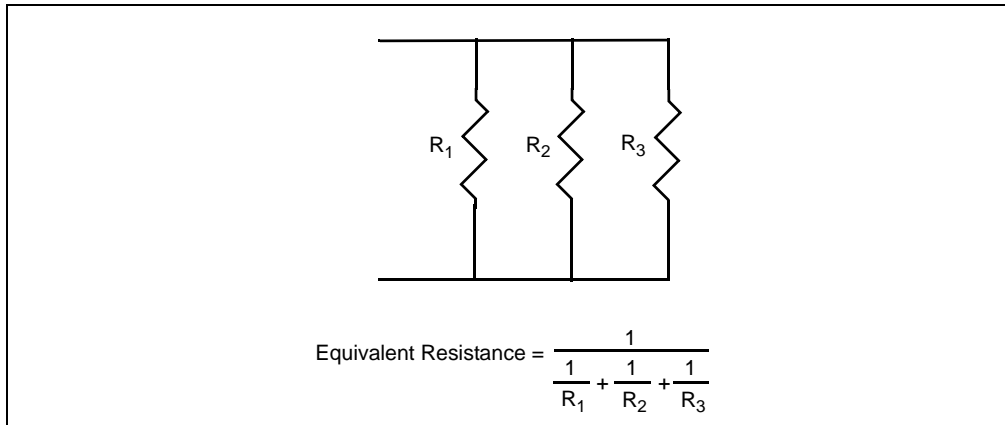 R1 R2 R3
Equivalent Resistance = 1
1 + 1 + 1
R1 R2 R3